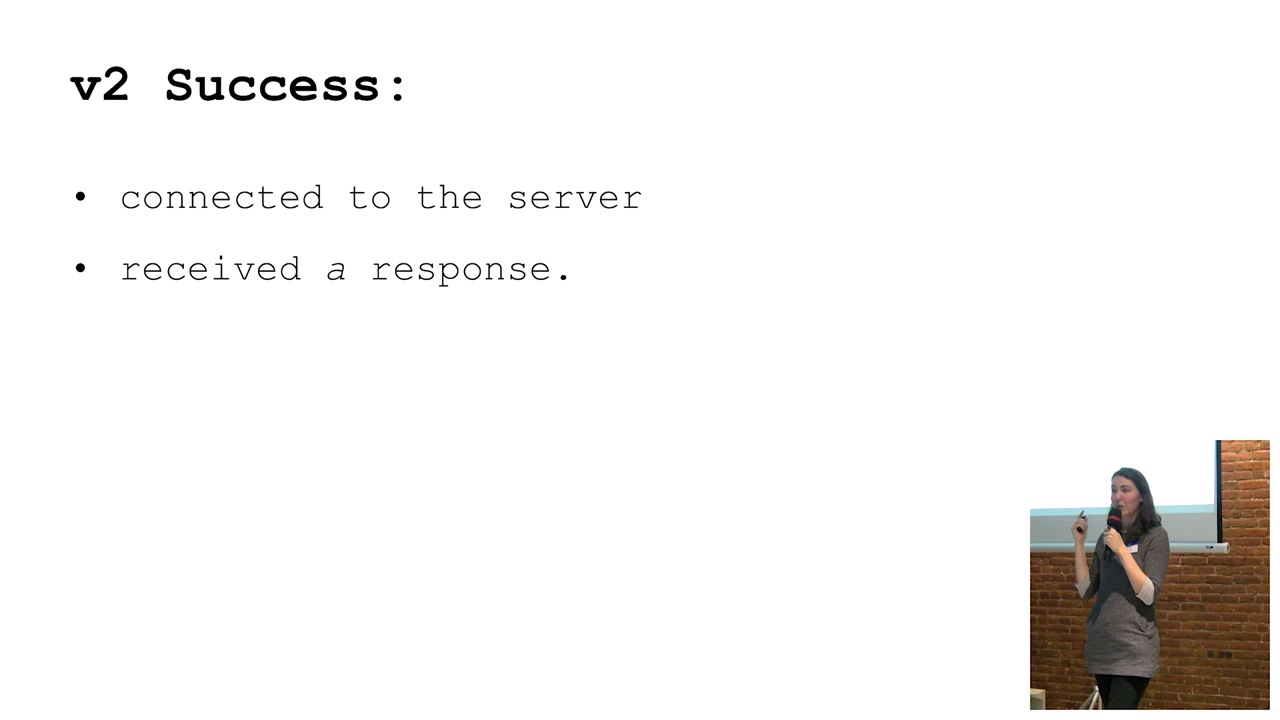 v2 Success:
• connected to the server
• received a response.